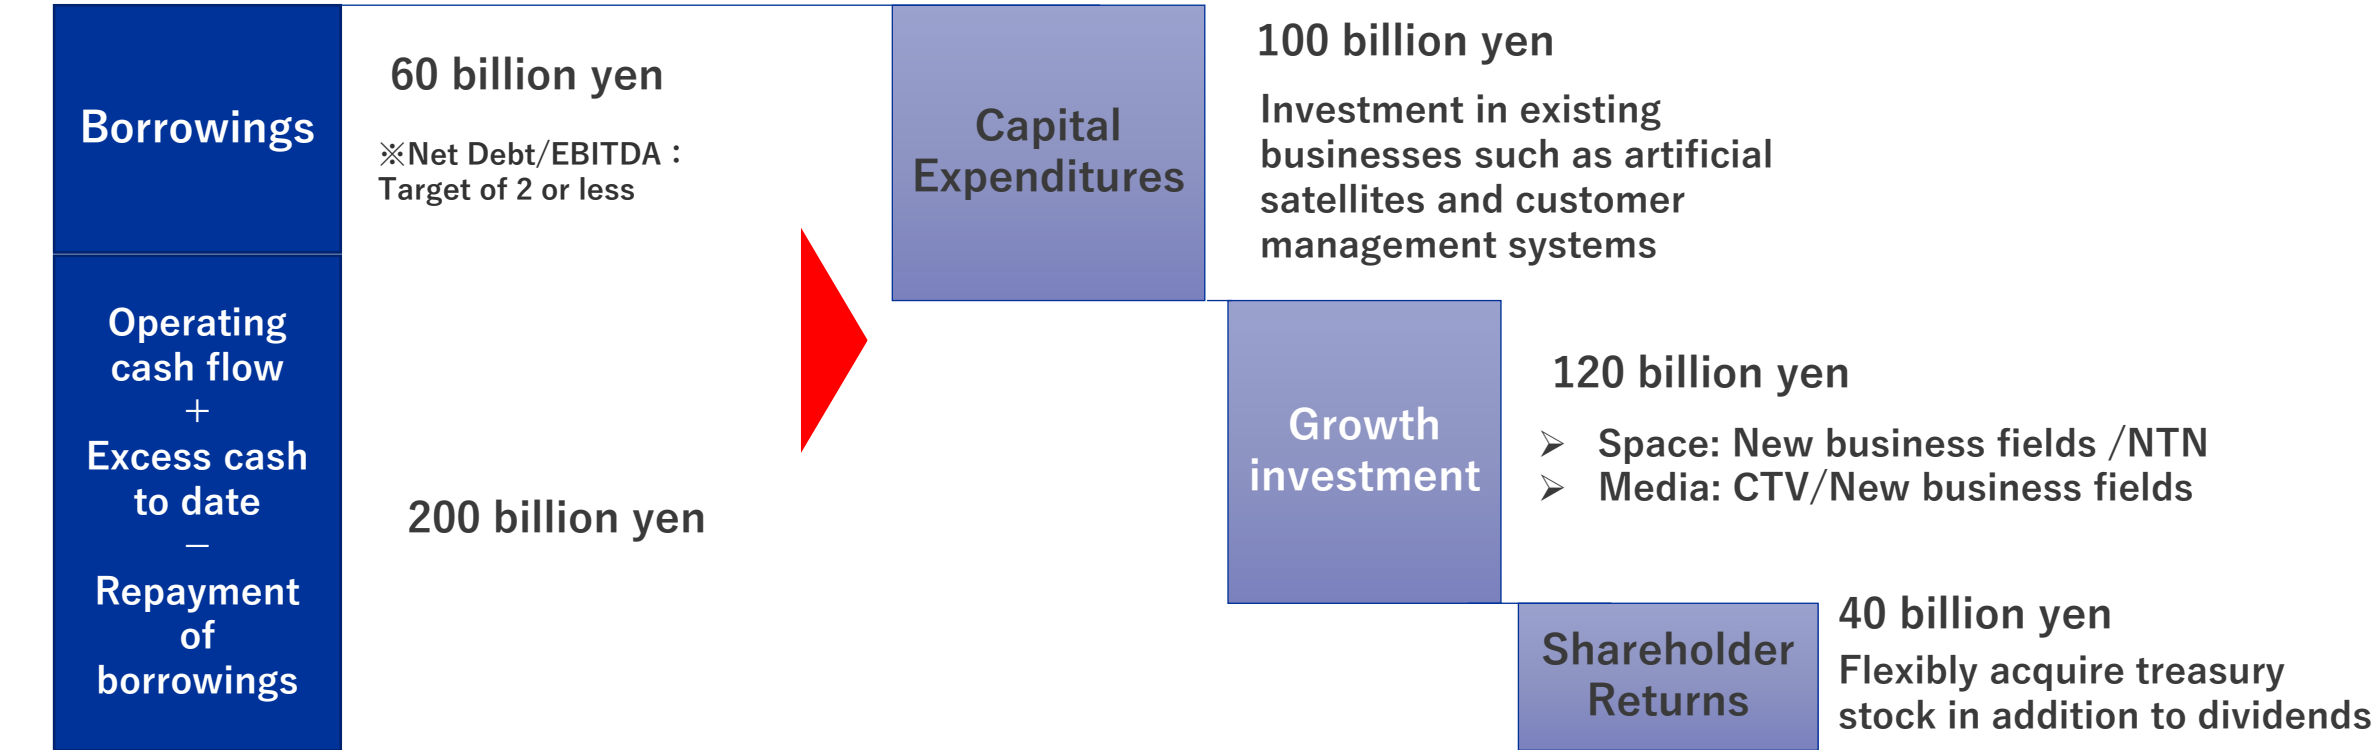 Borrowings
60 billion yen
※Net Debt/EBITDA：
Target of 2 or less
Operating
cash flow
＋
Excess cash
to date
－
Repayment
of
borrowings
200 billion yen
Capital
Expenditures
100 billion yen
Investment in existing
businesses such as artificial
satellites and customer
management systems
Growth
investment
120 billion yen
➢ Space: New business fields /NTN
➢ Media: CTV/New business fields
Shareholder
Returns
40 billion yen
Flexibly acquire treasury
stock in addition to dividends